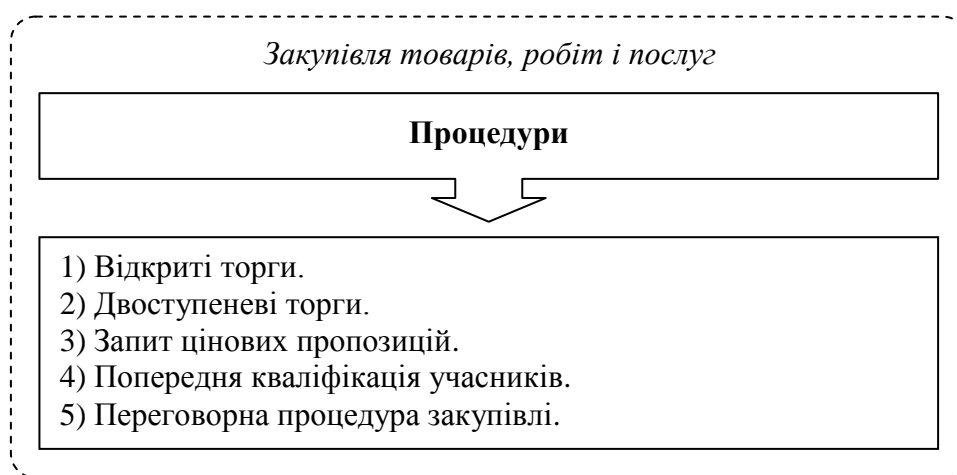 Закупівля товарів, робіт і послуг
Процедури
1) Відкриті торги.
2) Двоступеневі торги.
3) Запит цінових пропозицій.
4) Попередня кваліфікація учасників.
5) Переговорна процедура закупівлі.